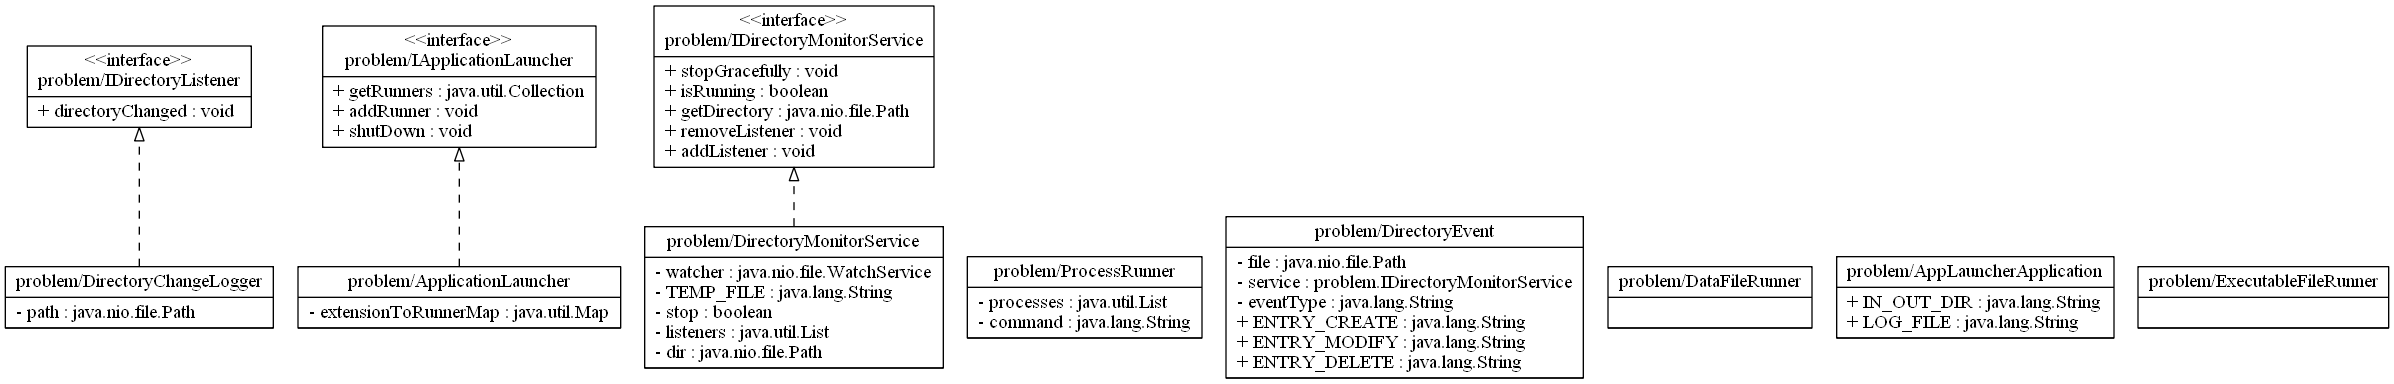 <<interface>>
problem/IDirectoryListener
+ directoryChanged : void
<<interface>>
problem/IApplicationLauncher
+ getRunners : java.util.Collection
+ addRunner : void
+ shutDown : void
<<interface>>
problem/IDirectoryMonitorService
+ stopGracefully : void
+ isRunning : boolean
+ getDirectory : java.nio.file.Path
+ removeListener : void
+ addListener : void
problem/DirectoryChangeLogger
- path : java.nio.file.Path
problem/ApplicationLauncher
- extensionToRunnerMap : java.util.Map
problem/DirectoryMonitorService
- watcher : java.nio.file.WatchService
- TEMP_FILE : java.lang.String
- stop : boolean
- listeners : java.util.List
- dir : java.nio.file.Path
problem/ProcessRunner
- processes : java.util.List
- command : java.lang.String
problem/DirectoryEvent
- file : java.nio.file.Path
- service : problem.IDirectoryMonitorService
- eventType : java.lang.String
+ ENTRY_CREATE : java.lang.String
+ ENTRY_MODIFY : java.lang.String
+ ENTRY_DELETE : java.lang.String
problem/DataFileRunner
problem/AppLauncherApplication
+ IN_OUT_DIR : java.lang.String
+ LOG_FILE : java.lang.String
problem/ExecutableFileRunner